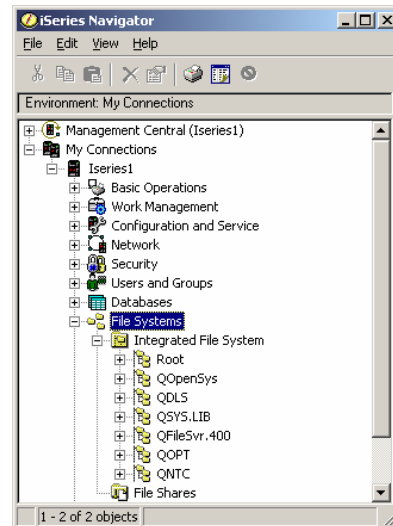 iSeries Navigator
File Edit View Help
Environment: My Connections
Management Central (Iseries1)
My Connections
Iseries1
Basic Operations
Work Management
Configuration and Service
Network
Security
Users and Groups
Databases
File Systems
Integrated File System
Root
QOpenSys
QDLS
QSYS.LIB
QFileSvr.400
QOPT
QNTC
File Shares
1 - 2 of 2 objects